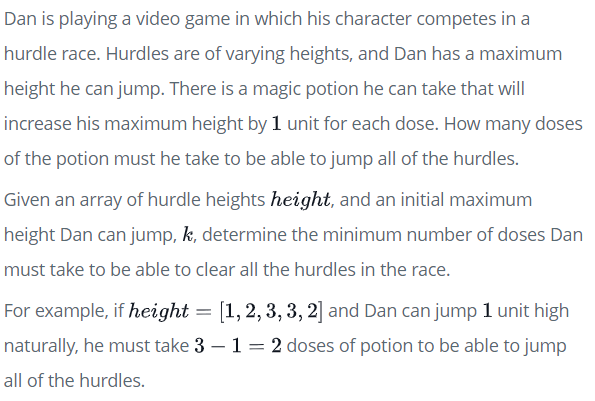 Dan is playing a video game in which his character competes in a
hurdle race. Hurdles are of varying heights, and Dan has a maximum
height he can jump. There is a magic potion he can take that will
increase his maximum height by 1 unit for each dose. How many doses
of the potion must he take to be able to jump all of the hurdles.
Given an array of hurdle heights height, and an initial maximum
height Dan can jump, k, determine the minimum number of doses Dan
must take to be able to clear all the hurdles in the race.
For example, if height = [1, 2, 3, 3, 2] and Dan can jump 1 unit high
naturally, he must take 3 − 1 = 2 doses of potion to be able to jump
all of the hurdles.